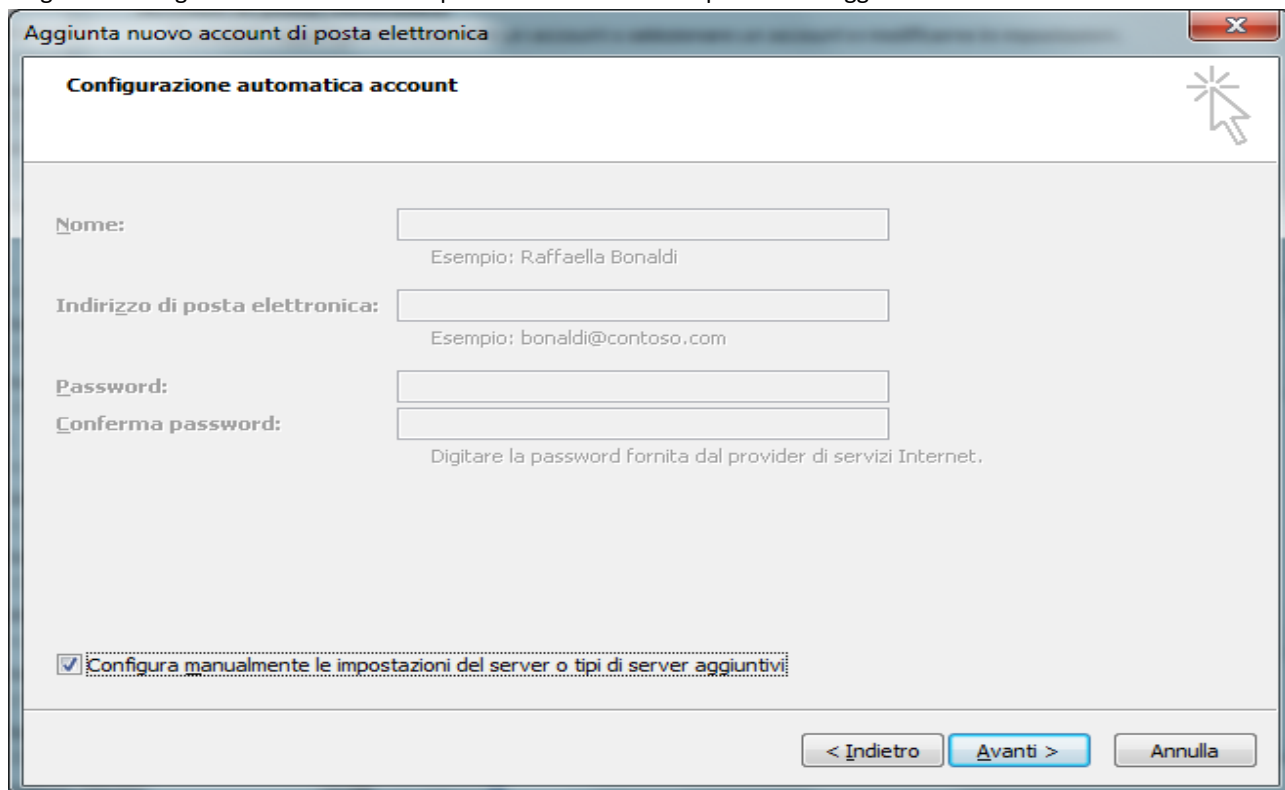 Aggiunta nuovo account di posta elettronica
Configurazione automatica account
Nome:
Esempio: Raffaella Bonaldi
Indirizzo di posta elettronica:
Esempio: bonaldi@contoso.com
Password:
Conferma password:
Digitare la password fornita dal provider di servizi Internet.
Configura manualmente le impostazioni del server o tipi di server aggiuntivi
< Indietro
Avanti >
Annulla